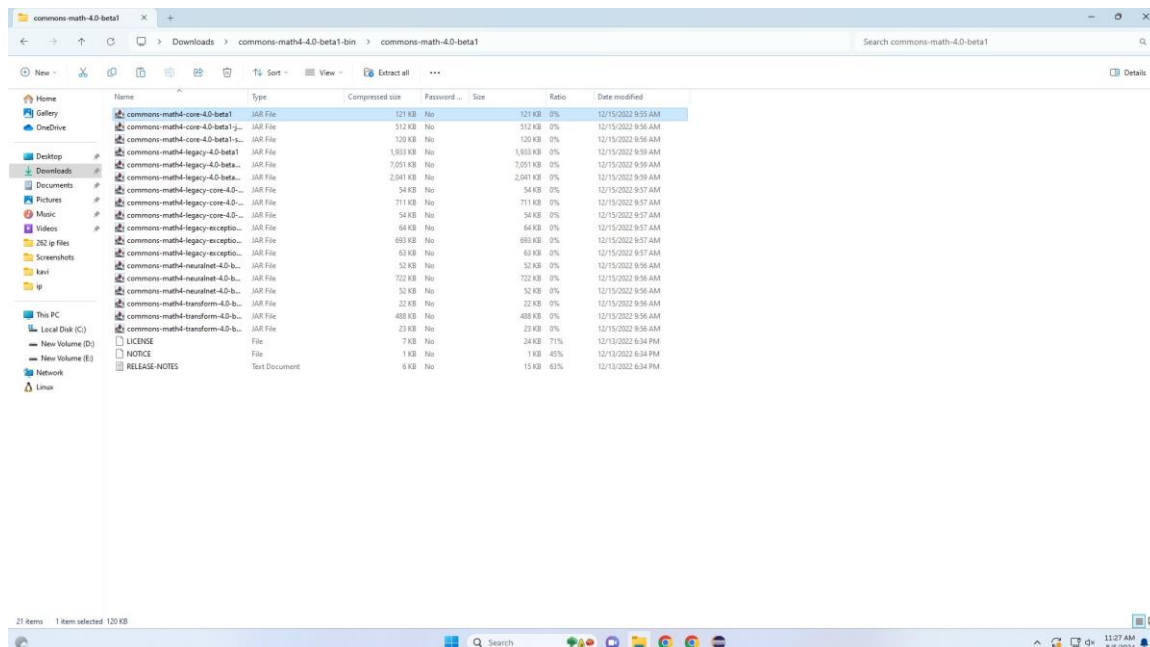 commons-math-4.0-beta1
Downloads > commons-math4-4.0-beta1-bin > commons-math-4.0-beta1
Search commons-math-4.0-beta1
New Sort View Extract all ••• Details
Home
Gallery
OneDrive
Desktop
Downloads
Documents
Pictures
Music
Videos
262 ip files
Screenshots
kavi
ip
This PC
Local Disk (C:)
New Volume (D:)
New Volume (E:)
Network
Linux
Name Type Compressed size Password ... Size Ratio Date modified
commons-math4-core-4.0-beta1 JAR File 121 KB No 121 KB 0% 12/15/2022 9:55 AM
commons-math4-core-4.0-beta1-j... JAR File 512 KB No 512 KB 0% 12/15/2022 9:56 AM
commons-math4-core-4.0-beta1-s... JAR File 120 KB No 120 KB 0% 12/15/2022 9:56 AM
commons-math4-legacy-4.0-beta1 JAR File 1,933 KB No 1,933 KB 0% 12/15/2022 9:59 AM
commons-math4-legacy-4.0-beta... JAR File 7,051 KB No 7,051 KB 0% 12/15/2022 9:59 AM
commons-math4-legacy-4.0-beta... JAR File 2,041 KB No 2,041 KB 0% 12/15/2022 9:59 AM
commons-math4-legacy-core-4.0-... JAR File 54 KB No 54 KB 0% 12/15/2022 9:57 AM
commons-math4-legacy-core-4.0-... JAR File 711 KB No 711 KB 0% 12/15/2022 9:57 AM
commons-math4-legacy-core-4.0-... JAR File 54 KB No 54 KB 0% 12/15/2022 9:57 AM
commons-math4-legacy-exceptio... JAR File 64 KB No 64 KB 0% 12/15/2022 9:57 AM
commons-math4-legacy-exceptio... JAR File 693 KB No 693 KB 0% 12/15/2022 9:57 AM
commons-math4-legacy-exceptio... JAR File 63 KB No 63 KB 0% 12/15/2022 9:57 AM
commons-math4-neuralnet-4.0-b... JAR File 52 KB No 52 KB 0% 12/15/2022 9:56 AM
commons-math4-neuralnet-4.0-b... JAR File 722 KB No 722 KB 0% 12/15/2022 9:56 AM
commons-math4-neuralnet-4.0-b... JAR File 52 KB No 52 KB 0% 12/15/2022 9:56 AM
commons-math4-transform-4.0-b... JAR File 22 KB No 22 KB 0% 12/15/2022 9:56 AM
commons-math4-transform-4.0-b... JAR File 488 KB No 488 KB 0% 12/15/2022 9:56 AM
commons-math4-transform-4.0-b... JAR File 23 KB No 23 KB 0% 12/15/2022 9:56 AM
LICENSE File 7 KB No 24 KB 71% 12/13/2022 6:34 PM
NOTICE File 1 KB No 1 KB 45% 12/13/2022 6:34 PM
RELEASE-NOTES Text Document 6 KB No 15 KB 63% 12/13/2022 6:34 PM
21 items 1 item selected 120 KB
Search
11:27 AM